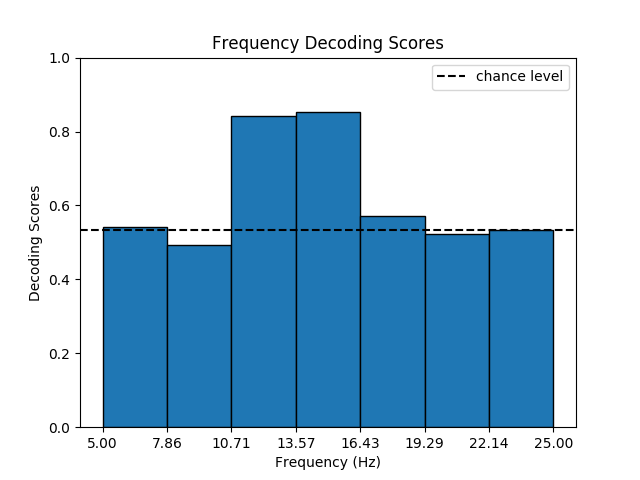 Frequency Decoding Scores
chance level
1.0
0.8
0.6
0.4
0.2
0.0
Decoding Scores
5.00 7.86 10.71 13.57 16.43 19.29 22.14 25.00
Frequency (Hz)